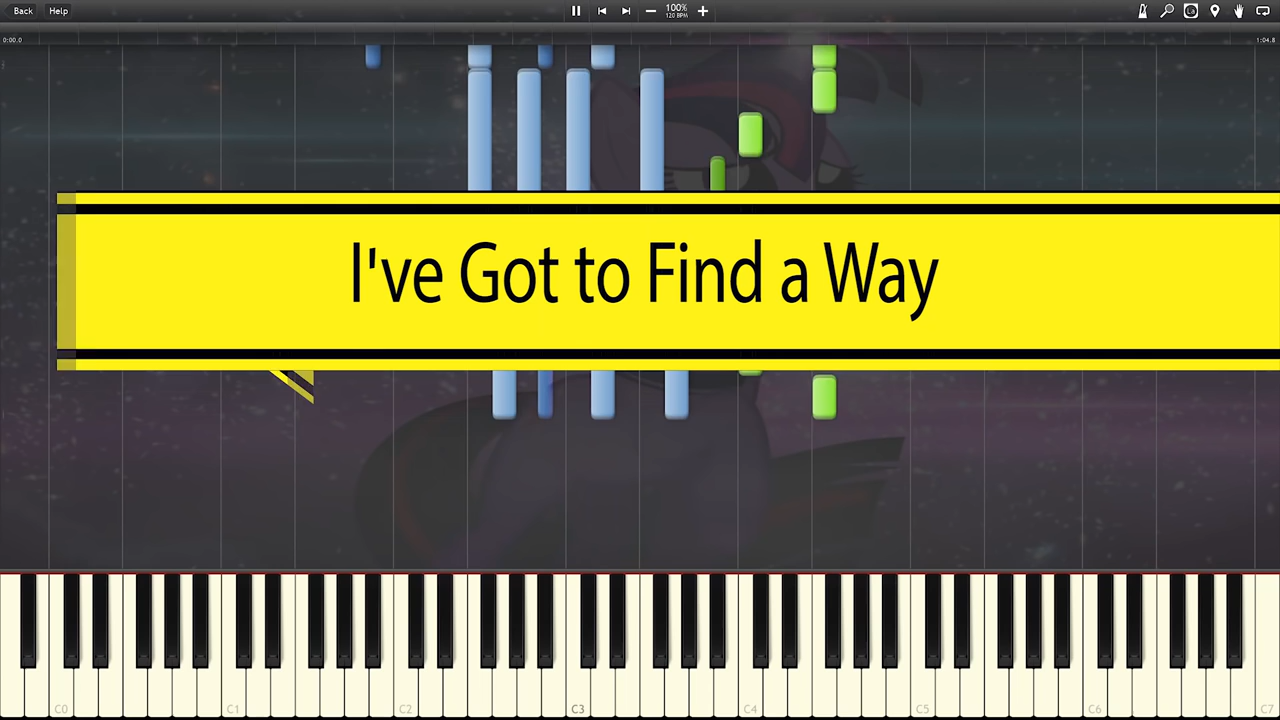 Back Help
100%
120 BPM
0:00.0
1:04.8
I've Got to Find a Way
C0 C1 C2 C3 C4 C5 C6 C7